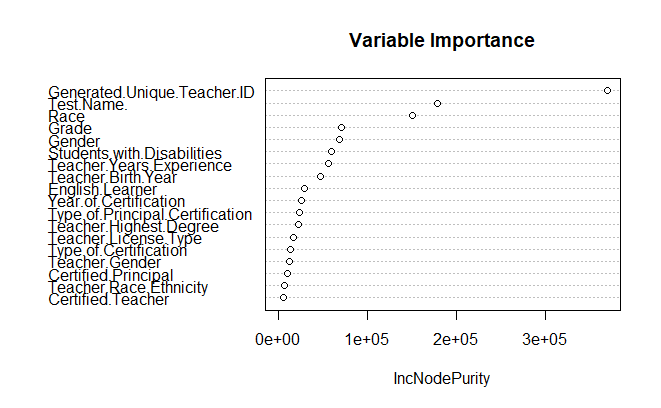 Variable Importance
Generated.Unique.Teacher.ID
Test.Name.
Race
Grade
Gender
Students.with.Disabilities
Teacher.Years.Experience
Teacher.Birth.Year
English.Learner
Year.of.Certification
Type.of.Principal.Certification
Teacher.Highest.Degree
Teacher.License.Type
Type.of.Certification
Teacher.Gender
Certified.Principal
Teacher.Race.Ethnicity
Certified.Teacher
0e+00 1e+05 2e+05 3e+05
IncNodePurity